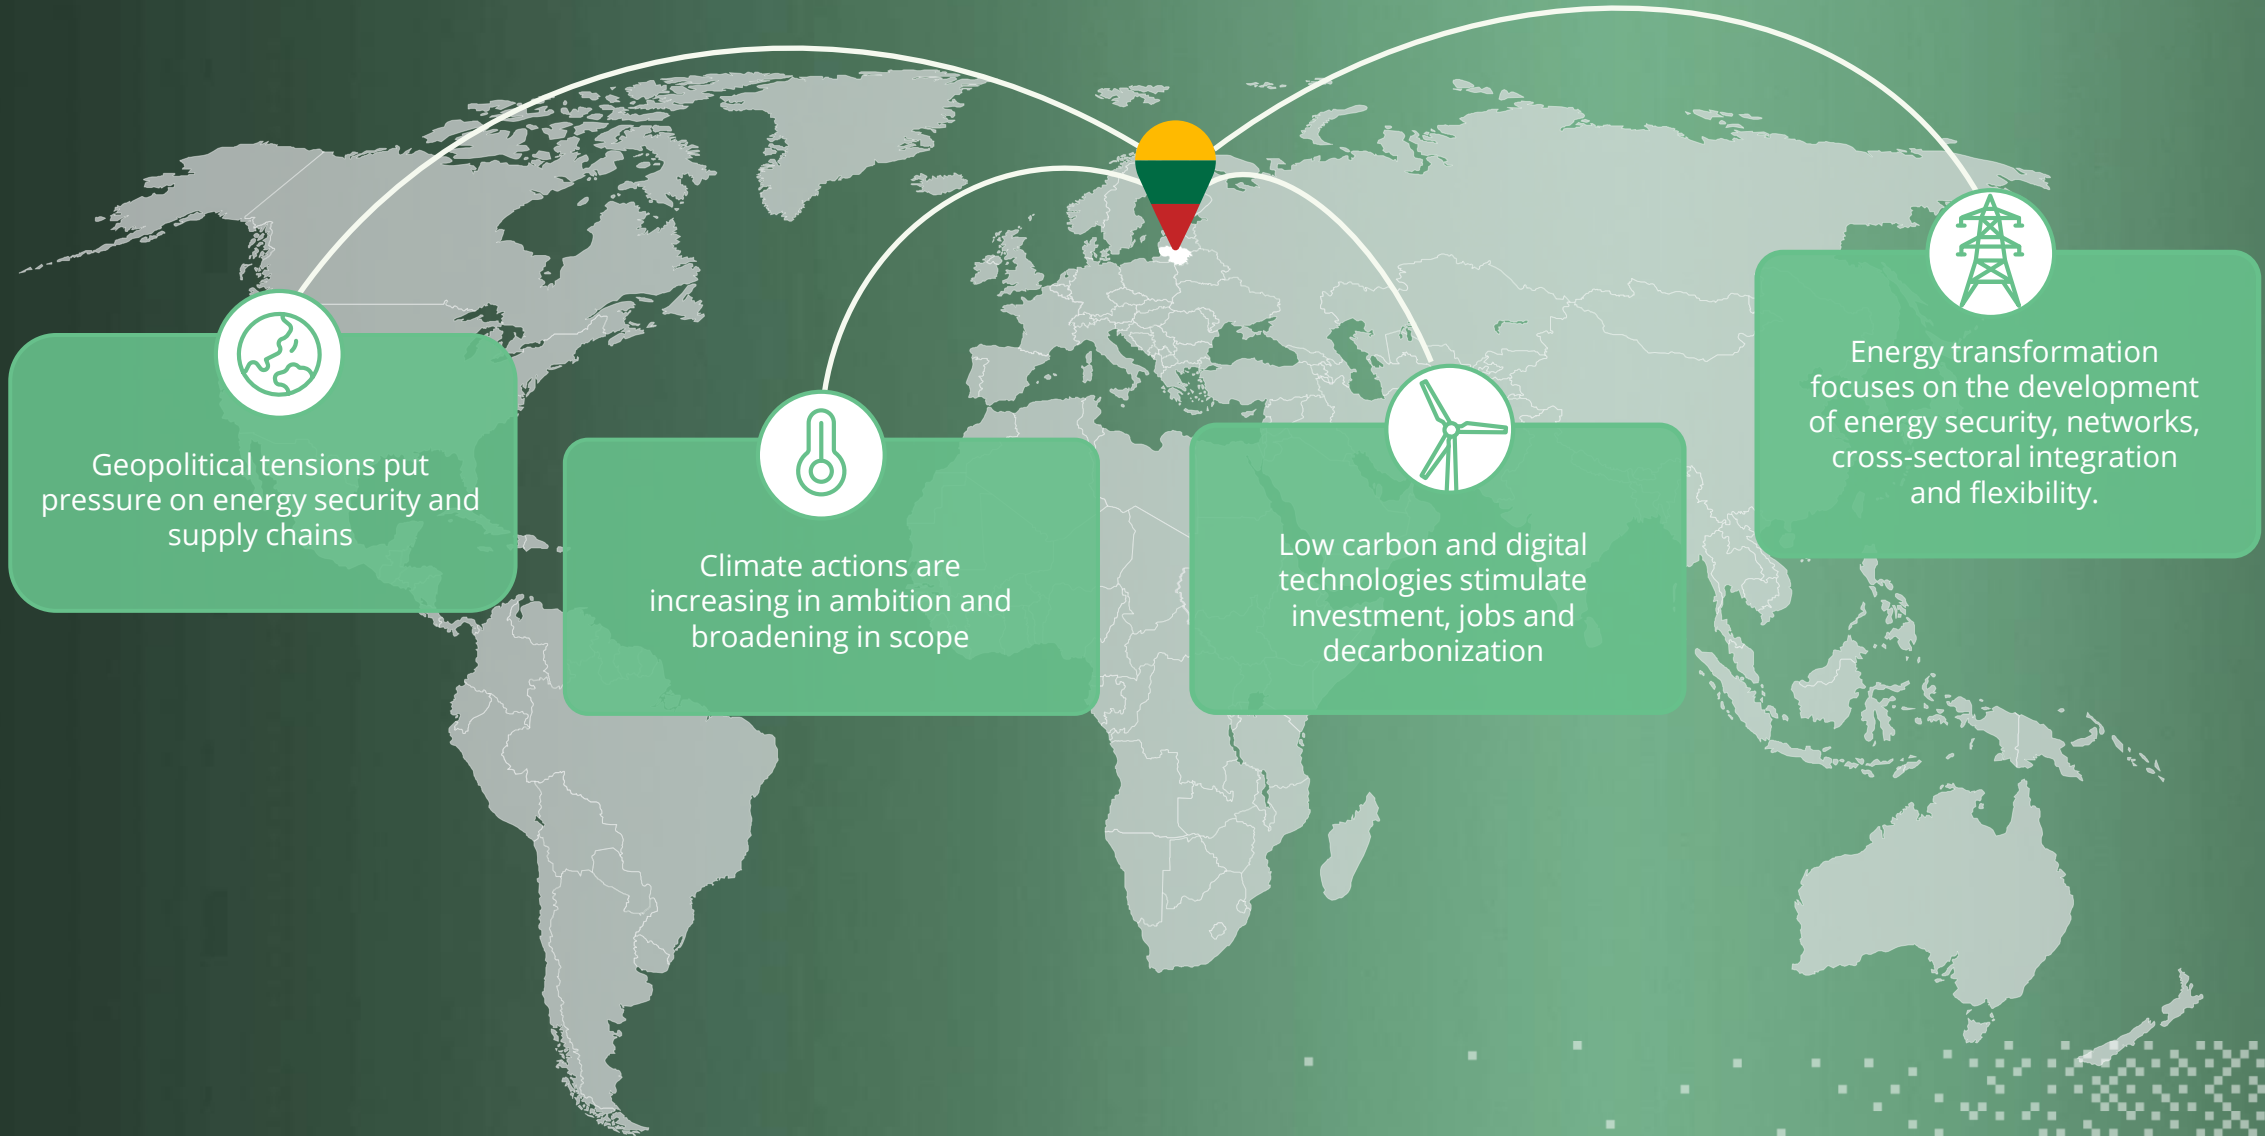 Geopolitical tensions put
pressure on energy security and
supply chains
Climate actions are
increasing in ambition and
broadening in scope
Low carbon and digital
technologies stimulate
investment, jobs and
decarbonization
Energy transformation
focuses on the development
of energy security, networks,
cross-sectoral integration
and flexibility.